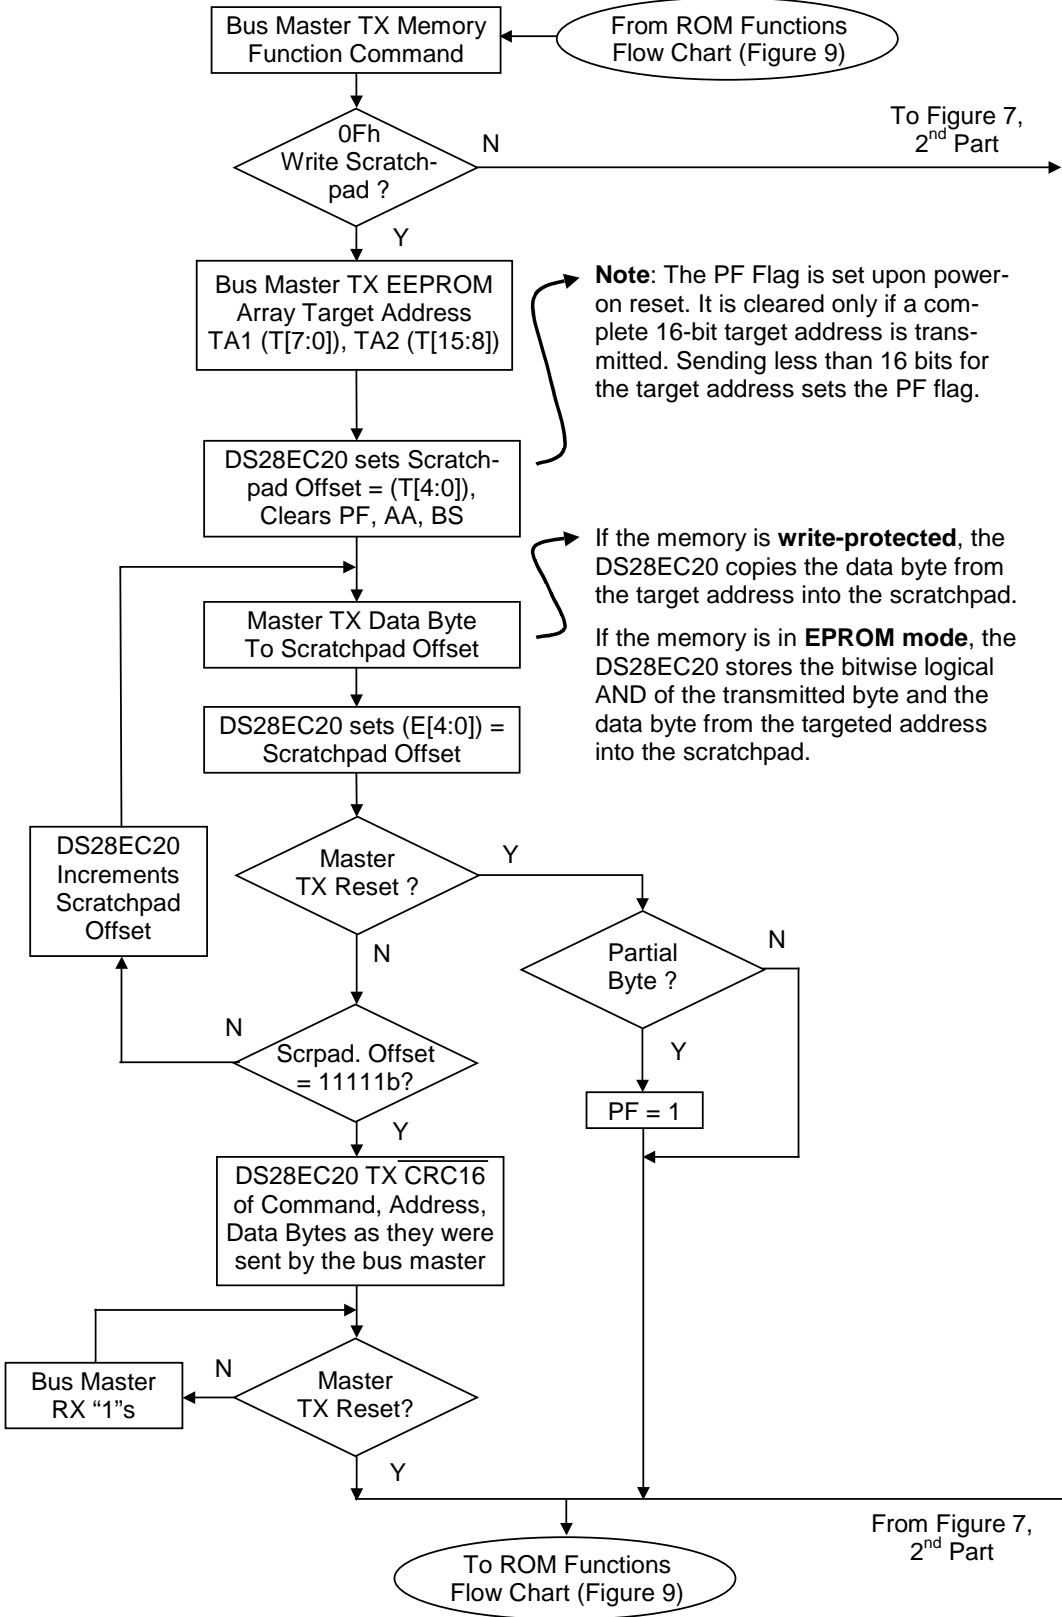 Bus Master TX Memory
Function Command
From ROM Functions
Flow Chart (Figure 9)
0Fh
Write Scratch-
pad ?
N
To Figure 7,
2nd Part
Y
Bus Master TX EEPROM
Array Target Address
TA1 (T[7:0]), TA2 (T[15:8])
Note: The PF Flag is set upon power-
on reset. It is cleared only if a com-
plete 16-bit target address is trans-
mitted. Sending less than 16 bits for
the target address sets the PF flag.
DS28EC20 sets Scratch-
pad Offset = (T[4:0]),
Clears PF, AA, BS
If the memory is write-protected, the
DS28EC20 copies the data byte from
the target address into the scratchpad.
If the memory is in EPROM mode, the
DS28EC20 stores the bitwise logical
AND of the transmitted byte and the
data byte from the targeted address
into the scratchpad.
Master TX Data Byte
To Scratchpad Offset
DS28EC20 sets (E[4:0]) =
Scratchpad Offset
DS28EC20
Increments
Scratchpad
Offset
Master
TX Reset ?
Y
N
Partial
Byte ?
N
Y
PF = 1
N
Scrpad. Offset
= 11111b?
Y
DS28EC20 TX CRC16
of Command, Address,
Data Bytes as they were
sent by the bus master
Bus Master
RX “1”s
N
Master
TX Reset?
Y
From Figure 7,
2nd Part
To ROM Functions
Flow Chart (Figure 9)